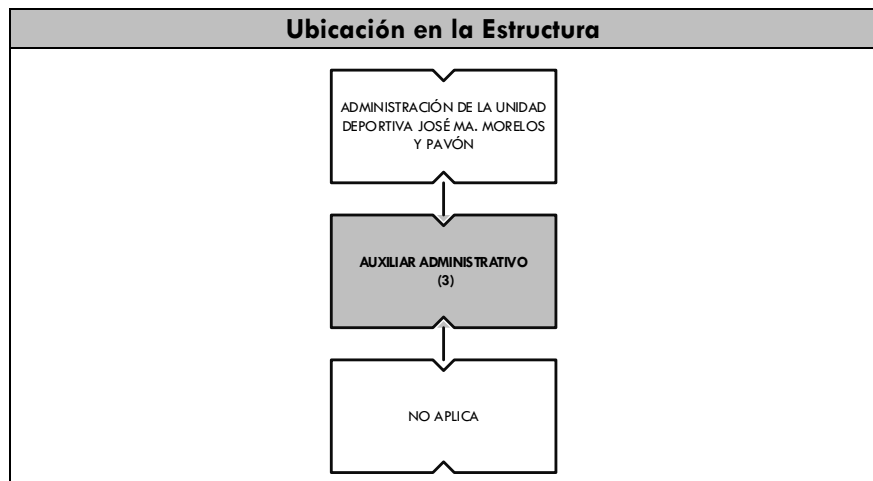 Ubicación en la Estructura
ADMINISTRACIÓN DE LA UNIDAD
DEPORTIVA JOSÉ MA. MORELOS
Y PAVÓN
AUXILIAR ADMINISTRATIVO
(3)
NO APLICA